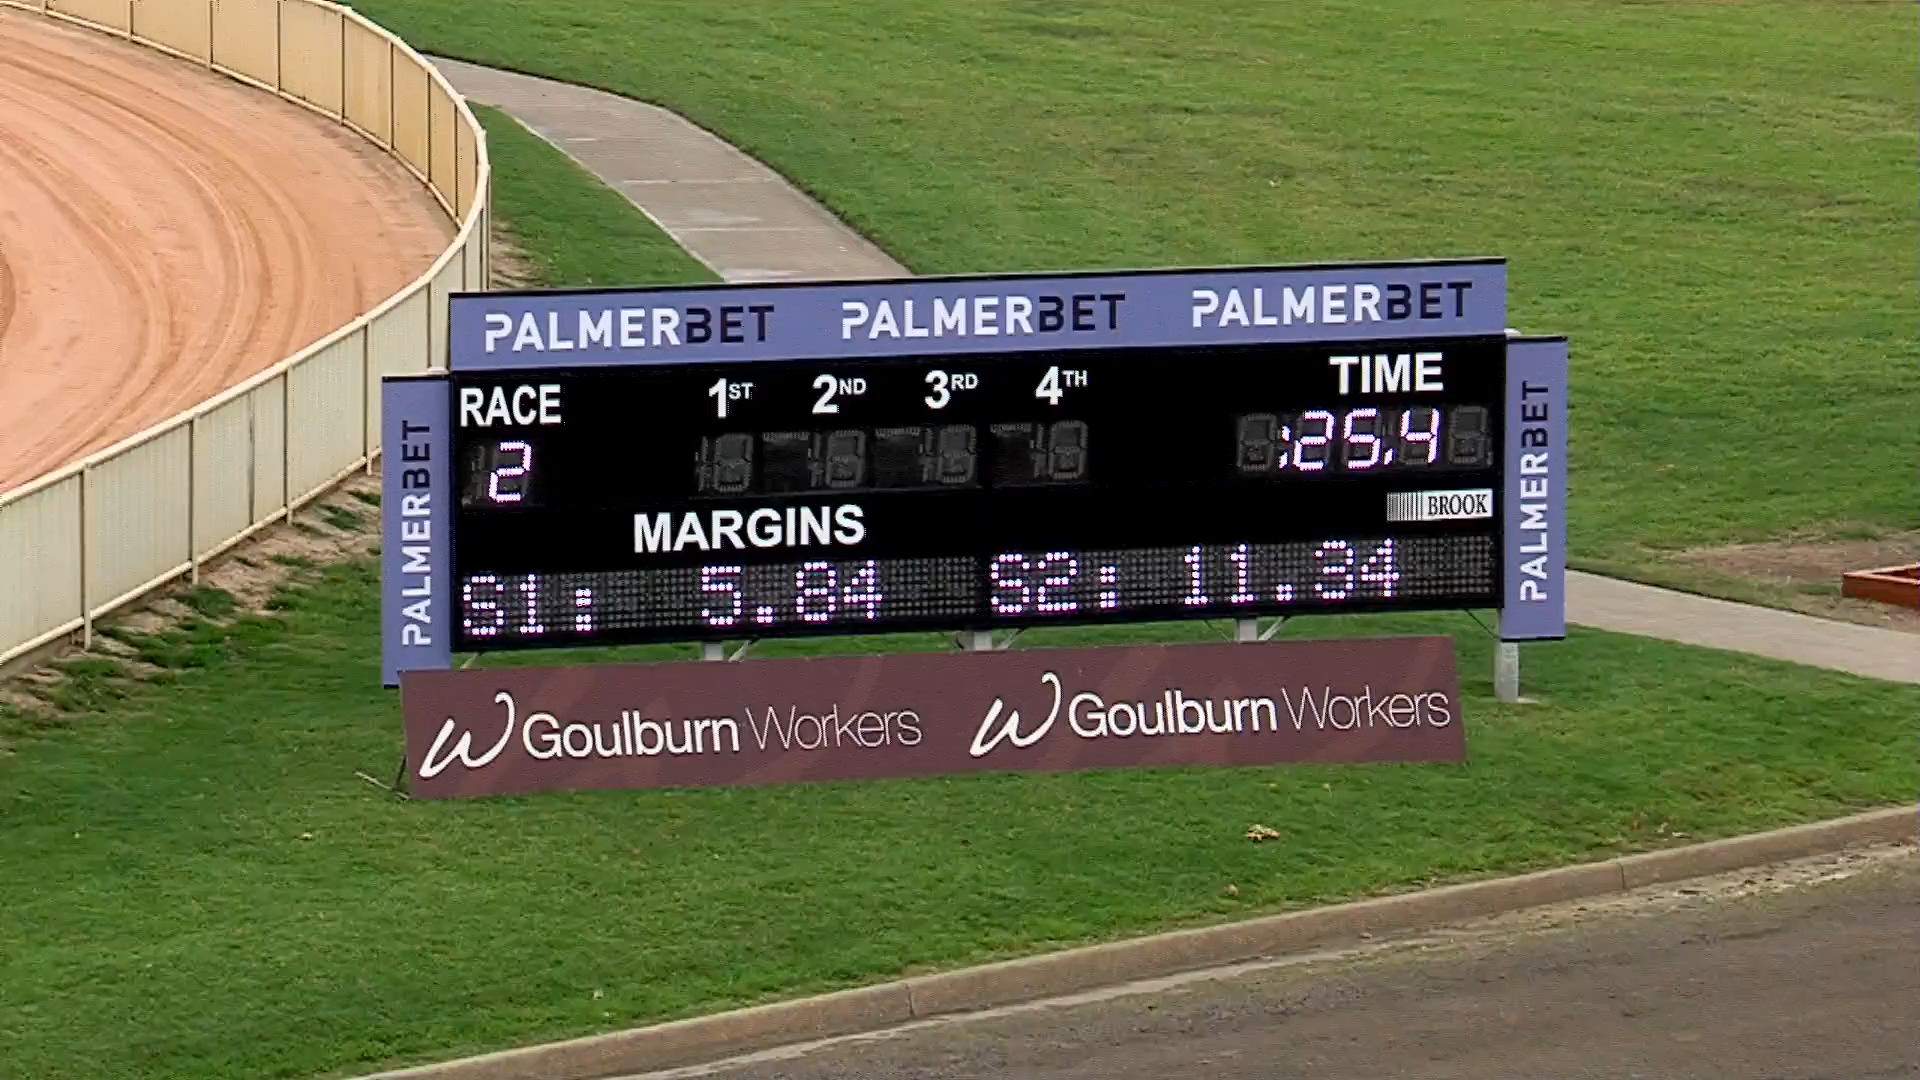 PALMERBET PALMERBET PALMERBET
RACE 1ST 2ND 3RD 4TH TIME
2 :25.4
BROOK
MARGINS
S1: 5.84 S2: 11.34
PALMERBET
PALMERBET
Goulburn Workers Goulburn Workers